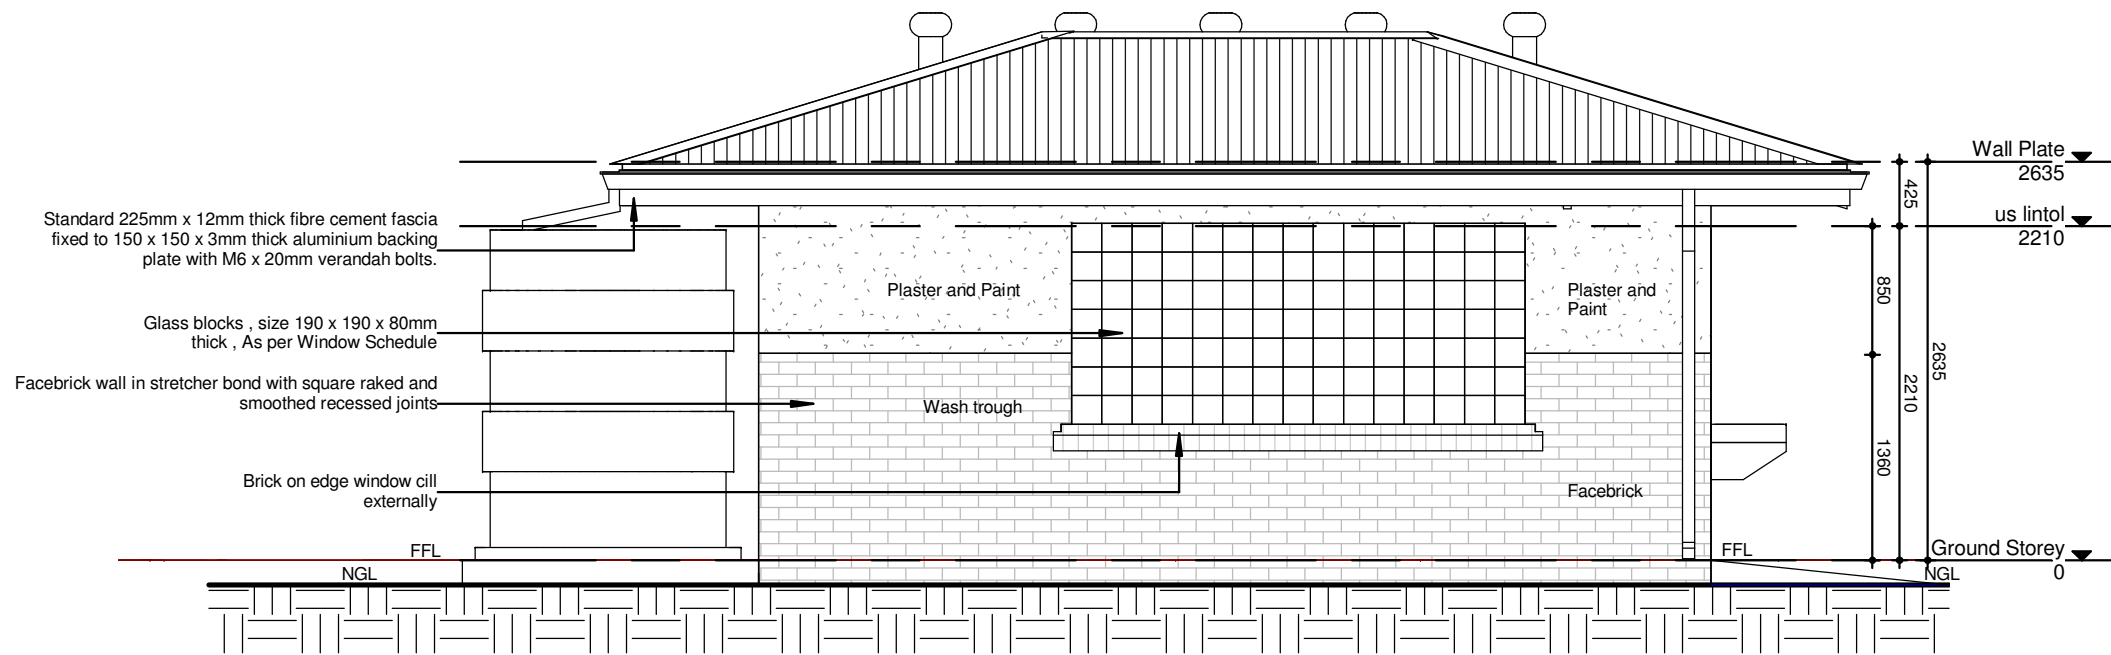 Standard 225mm x 12mm thick fibre cement fascia
fixed to 150 x 150 x 3mm thick aluminium backing
plate with M6 x 20mm verandah bolts.
Glass blocks , size 190 x 190 x 80mm
thick , As per Window Schedule
Facebrick wall in stretcher bond with square raked and
smoothed recessed joints
Brick on edge window cill
externally
FFL
NGL
Plaster and Paint
Wash trough
Plaster and
Paint
Facebrick
FFL
NGL
425
850
1360
2210
2635
Wall Plate
2635
us lintol
2210
Ground Storey
0